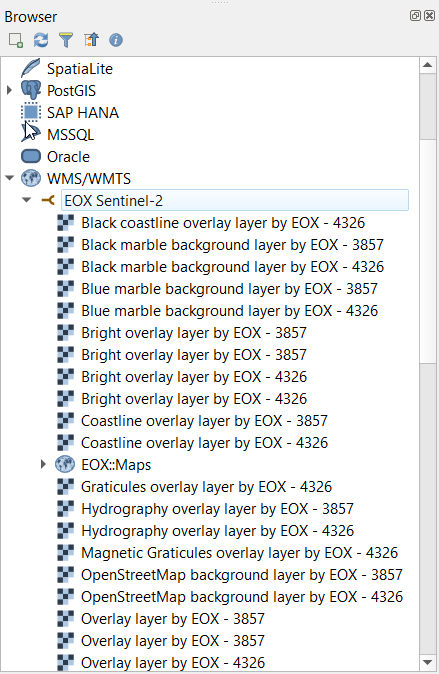 Browser
SpatiaLite
PostGIS
SAP HANA
MSSQL
Oracle
WMS/WMTS
EOX Sentinel-2
Black coastline overlay layer by EOX - 4326
Black marble background layer by EOX - 3857
Black marble background layer by EOX - 4326
Blue marble background layer by EOX - 3857
Blue marble background layer by EOX - 4326
Bright overlay layer by EOX - 3857
Bright overlay layer by EOX - 3857
Bright overlay layer by EOX - 4326
Bright overlay layer by EOX - 4326
Coastline overlay layer by EOX - 3857
Coastline overlay layer by EOX - 4326
EOX::Maps
Graticules overlay layer by EOX - 4326
Hydrography overlay layer by EOX - 3857
Hydrography overlay layer by EOX - 4326
Magnetic Graticules overlay layer by EOX - 4326
OpenStreetMap background layer by EOX - 3857
OpenStreetMap background layer by EOX - 4326
Overlay layer by EOX - 3857
Overlay layer by EOX - 3857
Overlay layer by EOX - 4326